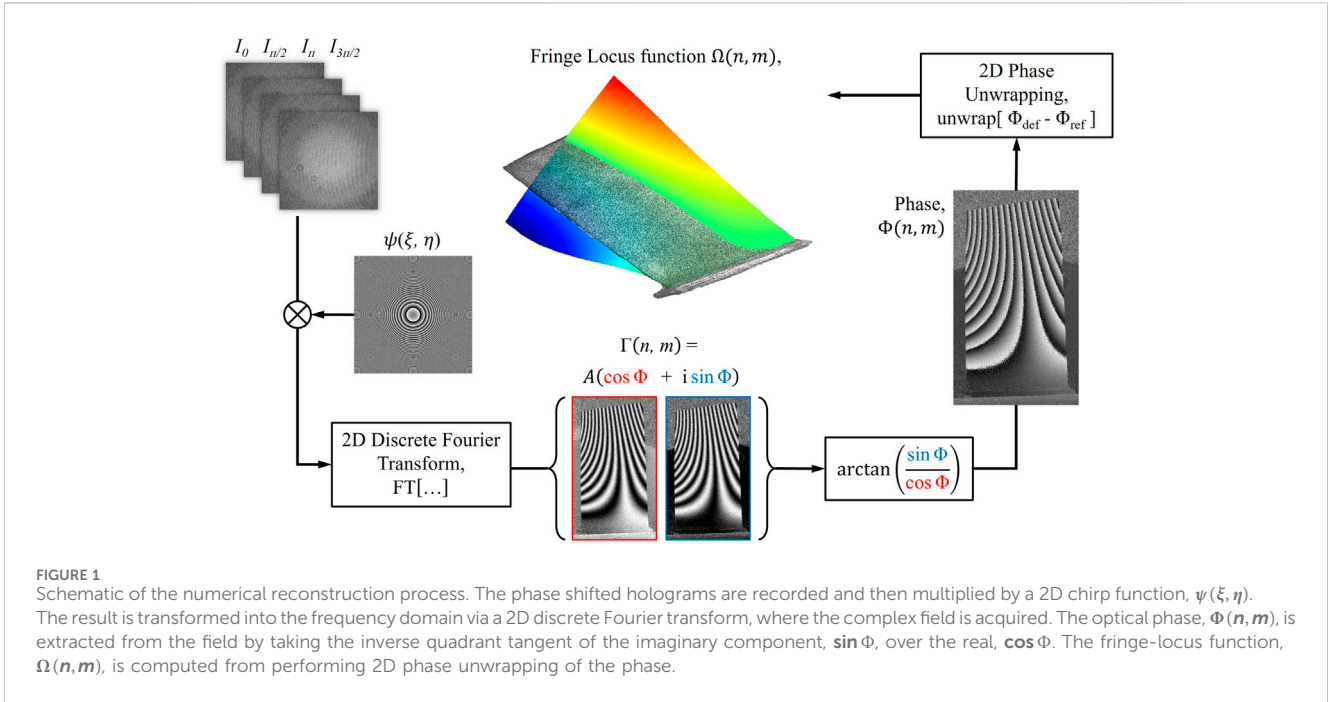 I₀ I_π/2 I_π I_3π/2
Fringe Locus function Ω(n, m),
2D Phase
Unwrapping,
unwrap[ Φ_def - Φ_ref ]
Phase,
Φ(n, m)
ψ(ξ, η)
Γ(n, m) =
A(cos Φ + i sin Φ)
2D Discrete Fourier
Transform,
FT[…]
arctan (sin Φ / cos Φ)
FIGURE 1
Schematic of the numerical reconstruction process. The phase shifted holograms are recorded and then multiplied by a 2D chirp function, ψ(ξ, η).
The result is transformed into the frequency domain via a 2D discrete Fourier transform, where the complex field is acquired. The optical phase, Φ(n, m), is
extracted from the field by taking the inverse quadrant tangent of the imaginary component, sin Φ, over the real, cos Φ. The fringe-locus function,
Ω(n, m), is computed from performing 2D phase unwrapping of the phase.